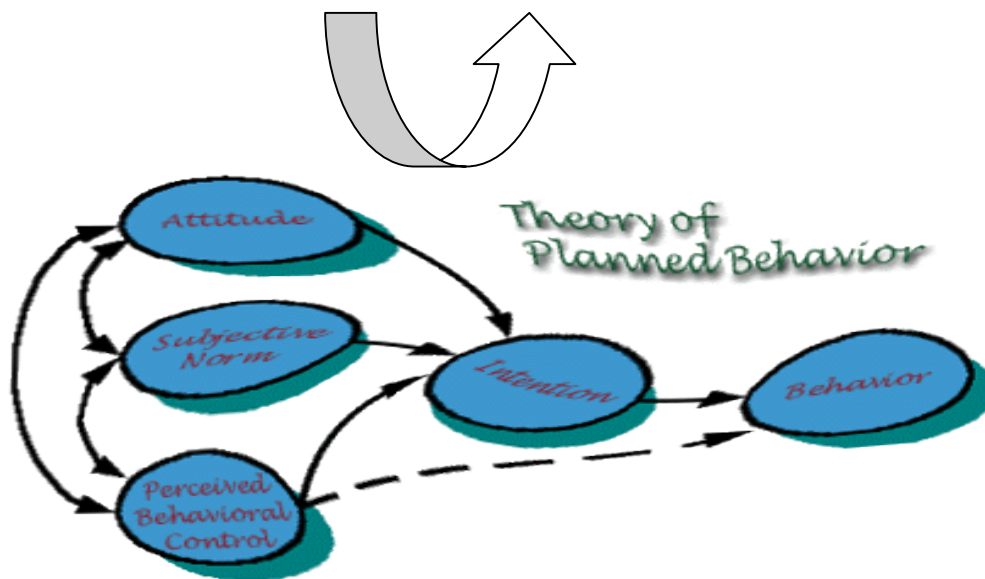 Attitude
Theory of
Planned Behavior
Subjective
Norm
Intention
Behavior
Perceived
Behavioral
Control